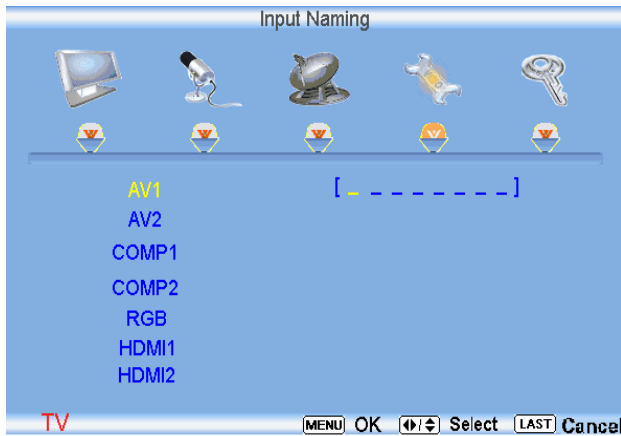 Input Naming
AV1 [ _ _ _ _ _ _ _ _ ]
AV2
COMP1
COMP2
RGB
HDMI1
HDMI2
TV MENU OK / Select LAST Cancel